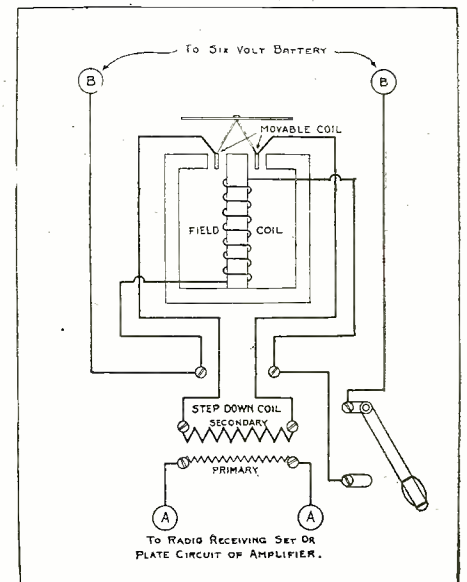 To Six Volt Battery
B
B
MOVABLE COIL
FIELD COIL
STEP DOWN COIL
SECONDARY
PRIMARY
A
A
To Radio Receiving Set Or
Plate Circuit of Amplifier.